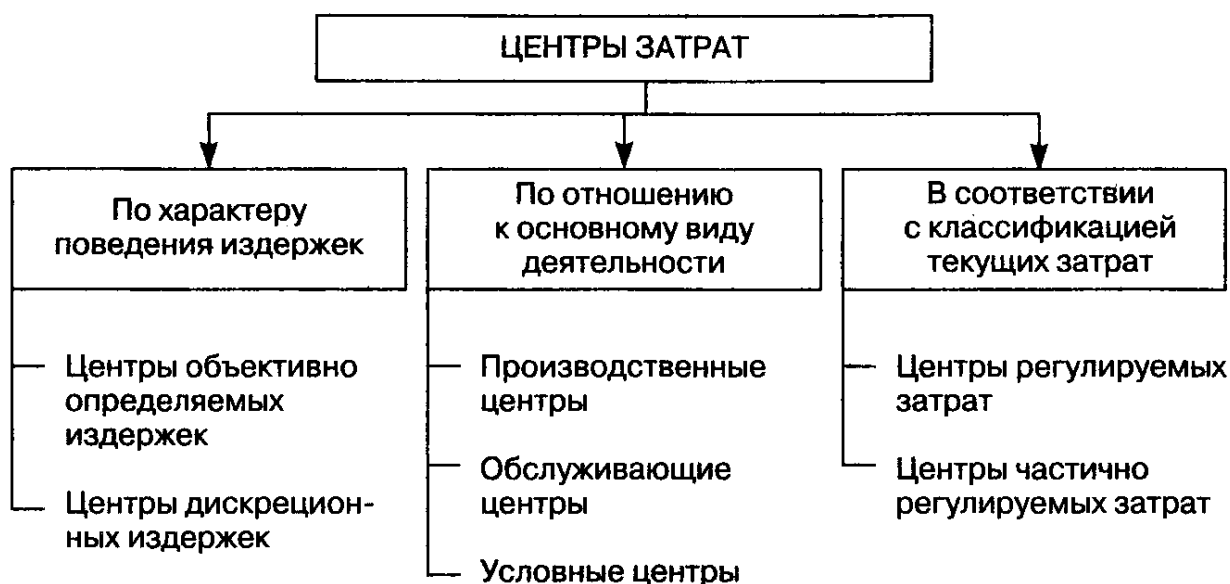 ЦЕНТРЫ ЗАТРАТ
По характеру
поведения издержек
По отношению
к основному виду
деятельности
В соответствии
с классификацией
текущих затрат
Центры объективно
определяемых
издержек
Центры дискрецион-
ных издержек
Производственные
центры
Обслуживающие
центры
Условные центры
Центры регулируемых
затрат
Центры частично
регулируемых затрат